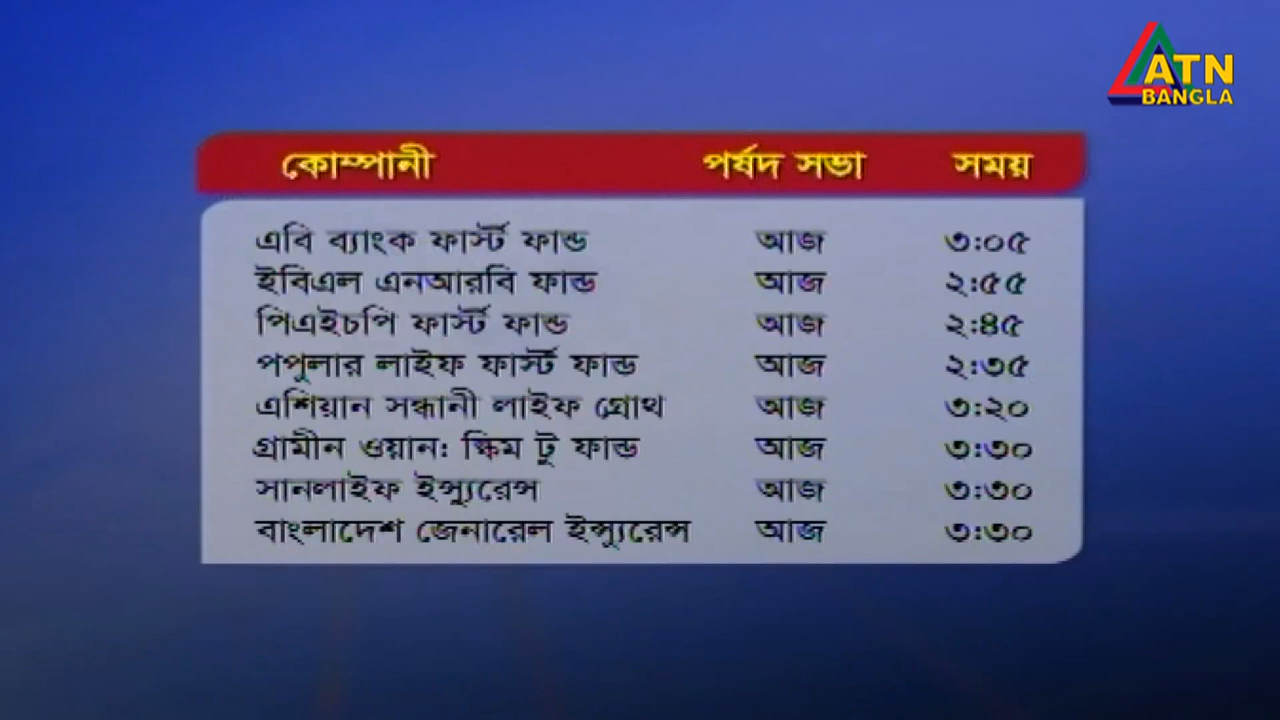 ATN
BANGLA
কোম্পানী পর্ষদ সভা সময়
এবি ব্যাংক ফার্স্ট ফান্ড আজ ৩:০৫
ইবিএল এনআরবি ফান্ড আজ ২:৫৫
পিএইচপি ফার্স্ট ফান্ড আজ ২:৪৫
পপুলার লাইফ ফার্স্ট ফান্ড আজ ২:৩৫
এশিয়ান সন্ধানী লাইফ গ্রোথ আজ ৩:২০
গ্রামীন ওয়ান: স্কিম টু ফান্ড আজ ৩:৩০
সানলাইফ ইন্স্যুরেন্স আজ ৩:৩০
বাংলাদেশ জেনারেল ইন্স্যুরেন্স আজ ৩:৩০